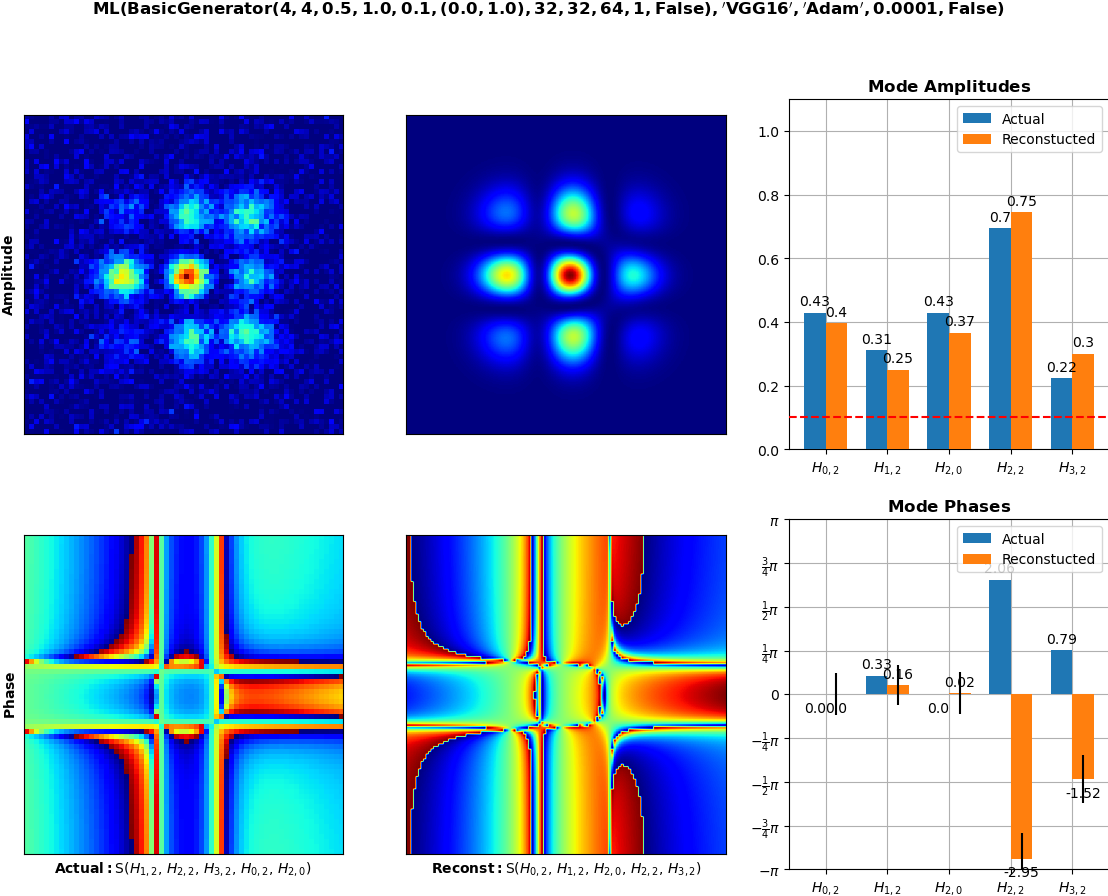 ML(BasicGenerator(4, 4, 0.5, 1.0, 0.1, (0.0, 1.0), 32, 32, 64, 1, False), 'VGG16', 'Adam', 0.0001, False)
Amplitude
Mode Amplitudes
Actual
Reconstucted
1.0
0.8
0.6
0.4
0.2
0.0
0.43
0.4
0.31
0.25
0.43
0.37
0.7
0.75
0.22
0.3
H0,2
H1,2
H2,0
H2,2
H3,2
Phase
Actual: S(H1,2, H2,2, H3,2, H0,2, H2,0)
Reconst: S(H0,2, H1,2, H2,0, H2,2, H3,2)
Mode Phases
Actual
Reconstucted
π
3/4π
1/2π
1/4π
0
−1/4π
−1/2π
−3/4π
−π
0.33
0.16
0.0
0.02
2.06
-2.95
0.79
-1.52
H0,2
H1,2
H2,0
H2,2
H3,2